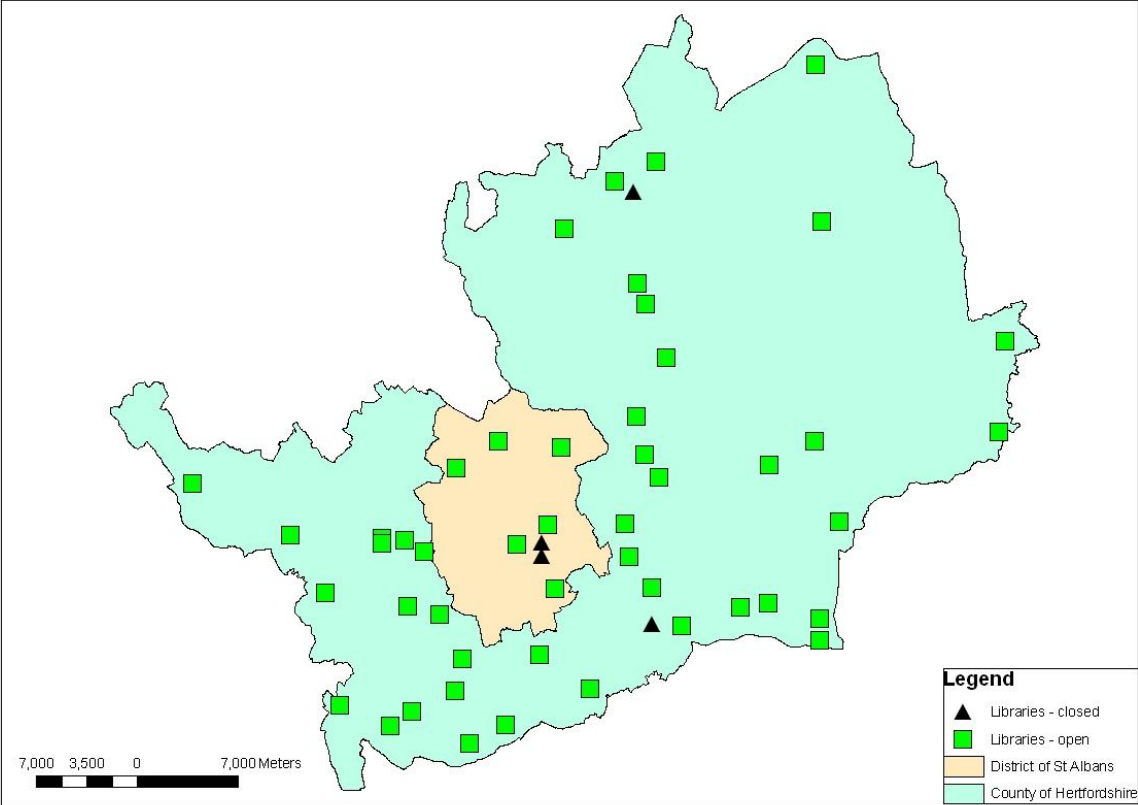 Legend
Libraries - closed
Libraries - open
District of St Albans
County of Hertfordshire
7,000 3,500 0 7,000 Meters